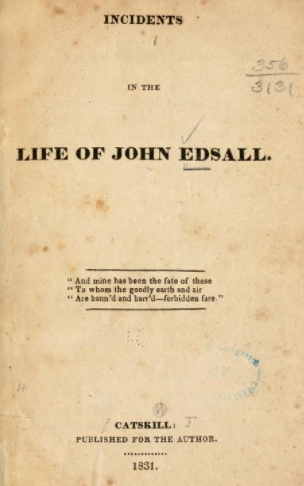 INCIDENTS
IN THE
356
3131
LIFE OF JOHN EDSALL.
" And mine has been the fate of those
" To whom the goodly earth and air
" Are bann'd and barr'd—forbidden fare."
CATSKILL:
PUBLISHED FOR THE AUTHOR.
1831.